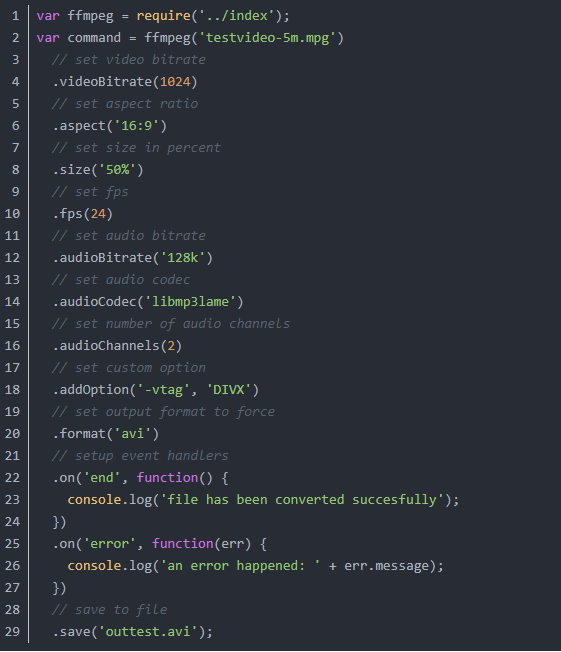 1 var ffmpeg = require('../index');
2 var command = ffmpeg('testvideo-5m.mpg')
3   // set video bitrate
4   .videoBitrate(1024)
5   // set aspect ratio
6   .aspect('16:9')
7   // set size in percent
8   .size('50%')
9   // set fps
10   .fps(24)
11   // set audio bitrate
12   .audioBitrate('128k')
13   // set audio codec
14   .audioCodec('libmp3lame')
15   // set number of audio channels
16   .audioChannels(2)
17   // set custom option
18   .addOption('-vtag', 'DIVX')
19   // set output format to force
20   .format('avi')
21   // setup event handlers
22   .on('end', function() {
23     console.log('file has been converted succesfully');
24   })
25   .on('error', function(err) {
26     console.log('an error happened: ' + err.message);
27   })
28   // save to file
29   .save('outtest.avi');